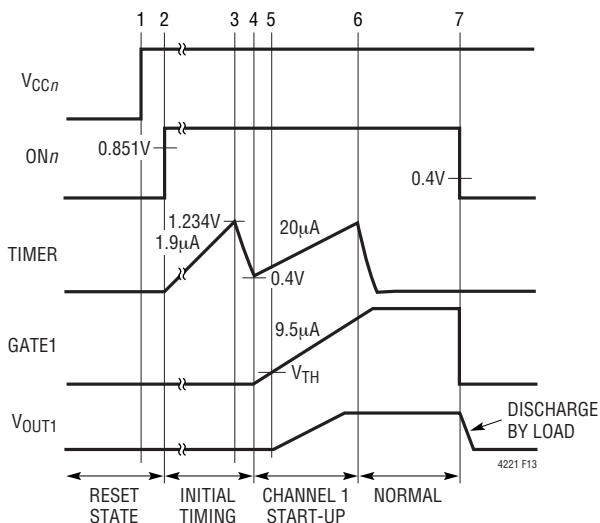 1 2 3 4 5 6 7
VCCn
ONn
0.851V
0.4V
TIMER
1.234V
1.9µA
20µA
0.4V
GATE1
9.5µA
VTH
VOUT1
DISCHARGE
BY LOAD
4221 F13
RESET
STATE
INITIAL
TIMING
CHANNEL 1
START-UP
NORMAL